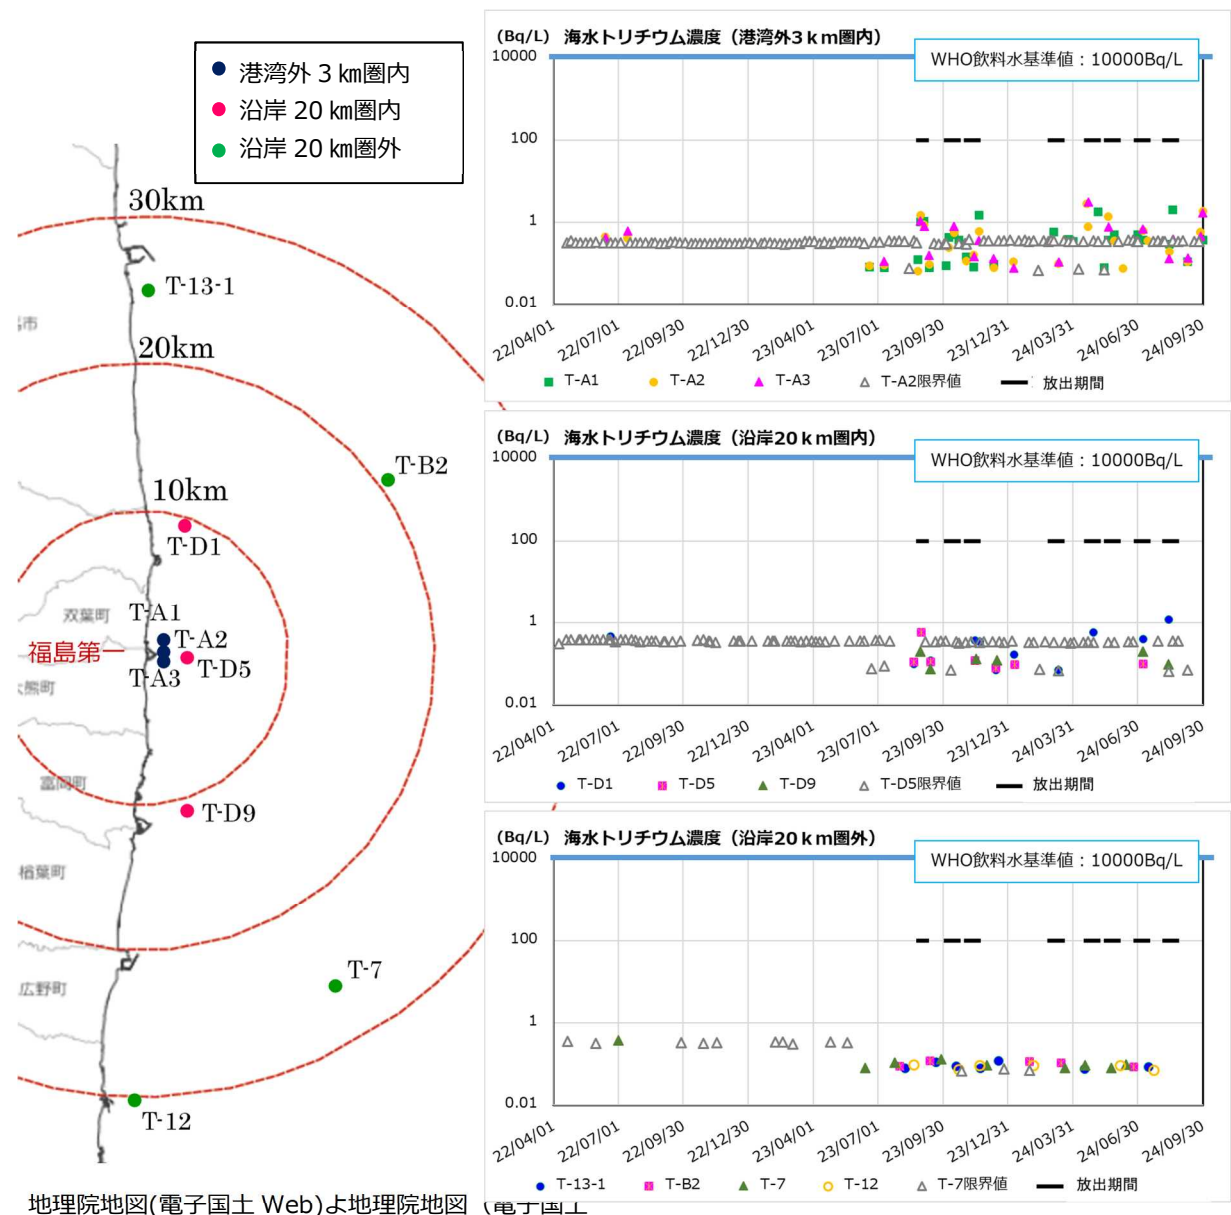 港湾外 3 ㎞圏内
沿岸 20 ㎞圏内
沿岸 20 ㎞圏外
30km
T-13-1
20km
T-B2
10km
T-D1
双葉町
T-A1
T-A2
福島第一
T-D5
T-A3
熊町
富岡町
T-D9
楢葉町
T-7
広野町
T-12
地理院地図(電子国土 Web)よ地理院地図（電子国土
(Bq/L) 海水トリチウム濃度（港湾外3ｋｍ圏内）
WHO飲料水基準値：10000Bq/L
10000
100
1
0.01
22/04/01 22/07/01 22/09/30 22/12/30 23/04/01 23/07/01 23/09/30 23/12/31 24/03/31 24/06/30 24/09/30
T-A1 T-A2 T-A3 T-A2限界値 放出期間
(Bq/L) 海水トリチウム濃度（沿岸20ｋｍ圏内）
WHO飲料水基準値：10000Bq/L
10000
100
1
0.01
22/04/01 22/07/01 22/09/30 22/12/30 23/04/01 23/07/01 23/09/30 23/12/31 24/03/31 24/06/30 24/09/30
T-D1 T-D5 T-D9 T-D5限界値 放出期間
(Bq/L) 海水トリチウム濃度（沿岸20ｋｍ圏外）
WHO飲料水基準値：10000Bq/L
10000
100
1
0.01
22/04/01 22/07/01 22/09/30 22/12/30 23/04/01 23/07/01 23/09/30 23/12/31 24/03/31 24/06/30 24/09/30
T-13-1 T-B2 T-7 T-12 T-7限界値 放出期間